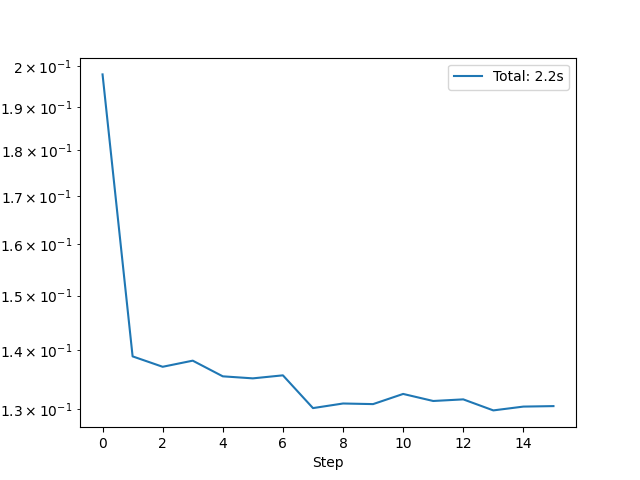 2 × 10⁻¹
1.9 × 10⁻¹
1.8 × 10⁻¹
1.7 × 10⁻¹
1.6 × 10⁻¹
1.5 × 10⁻¹
1.4 × 10⁻¹
1.3 × 10⁻¹
Total: 2.2s
0 2 4 6 8 10 12 14
Step